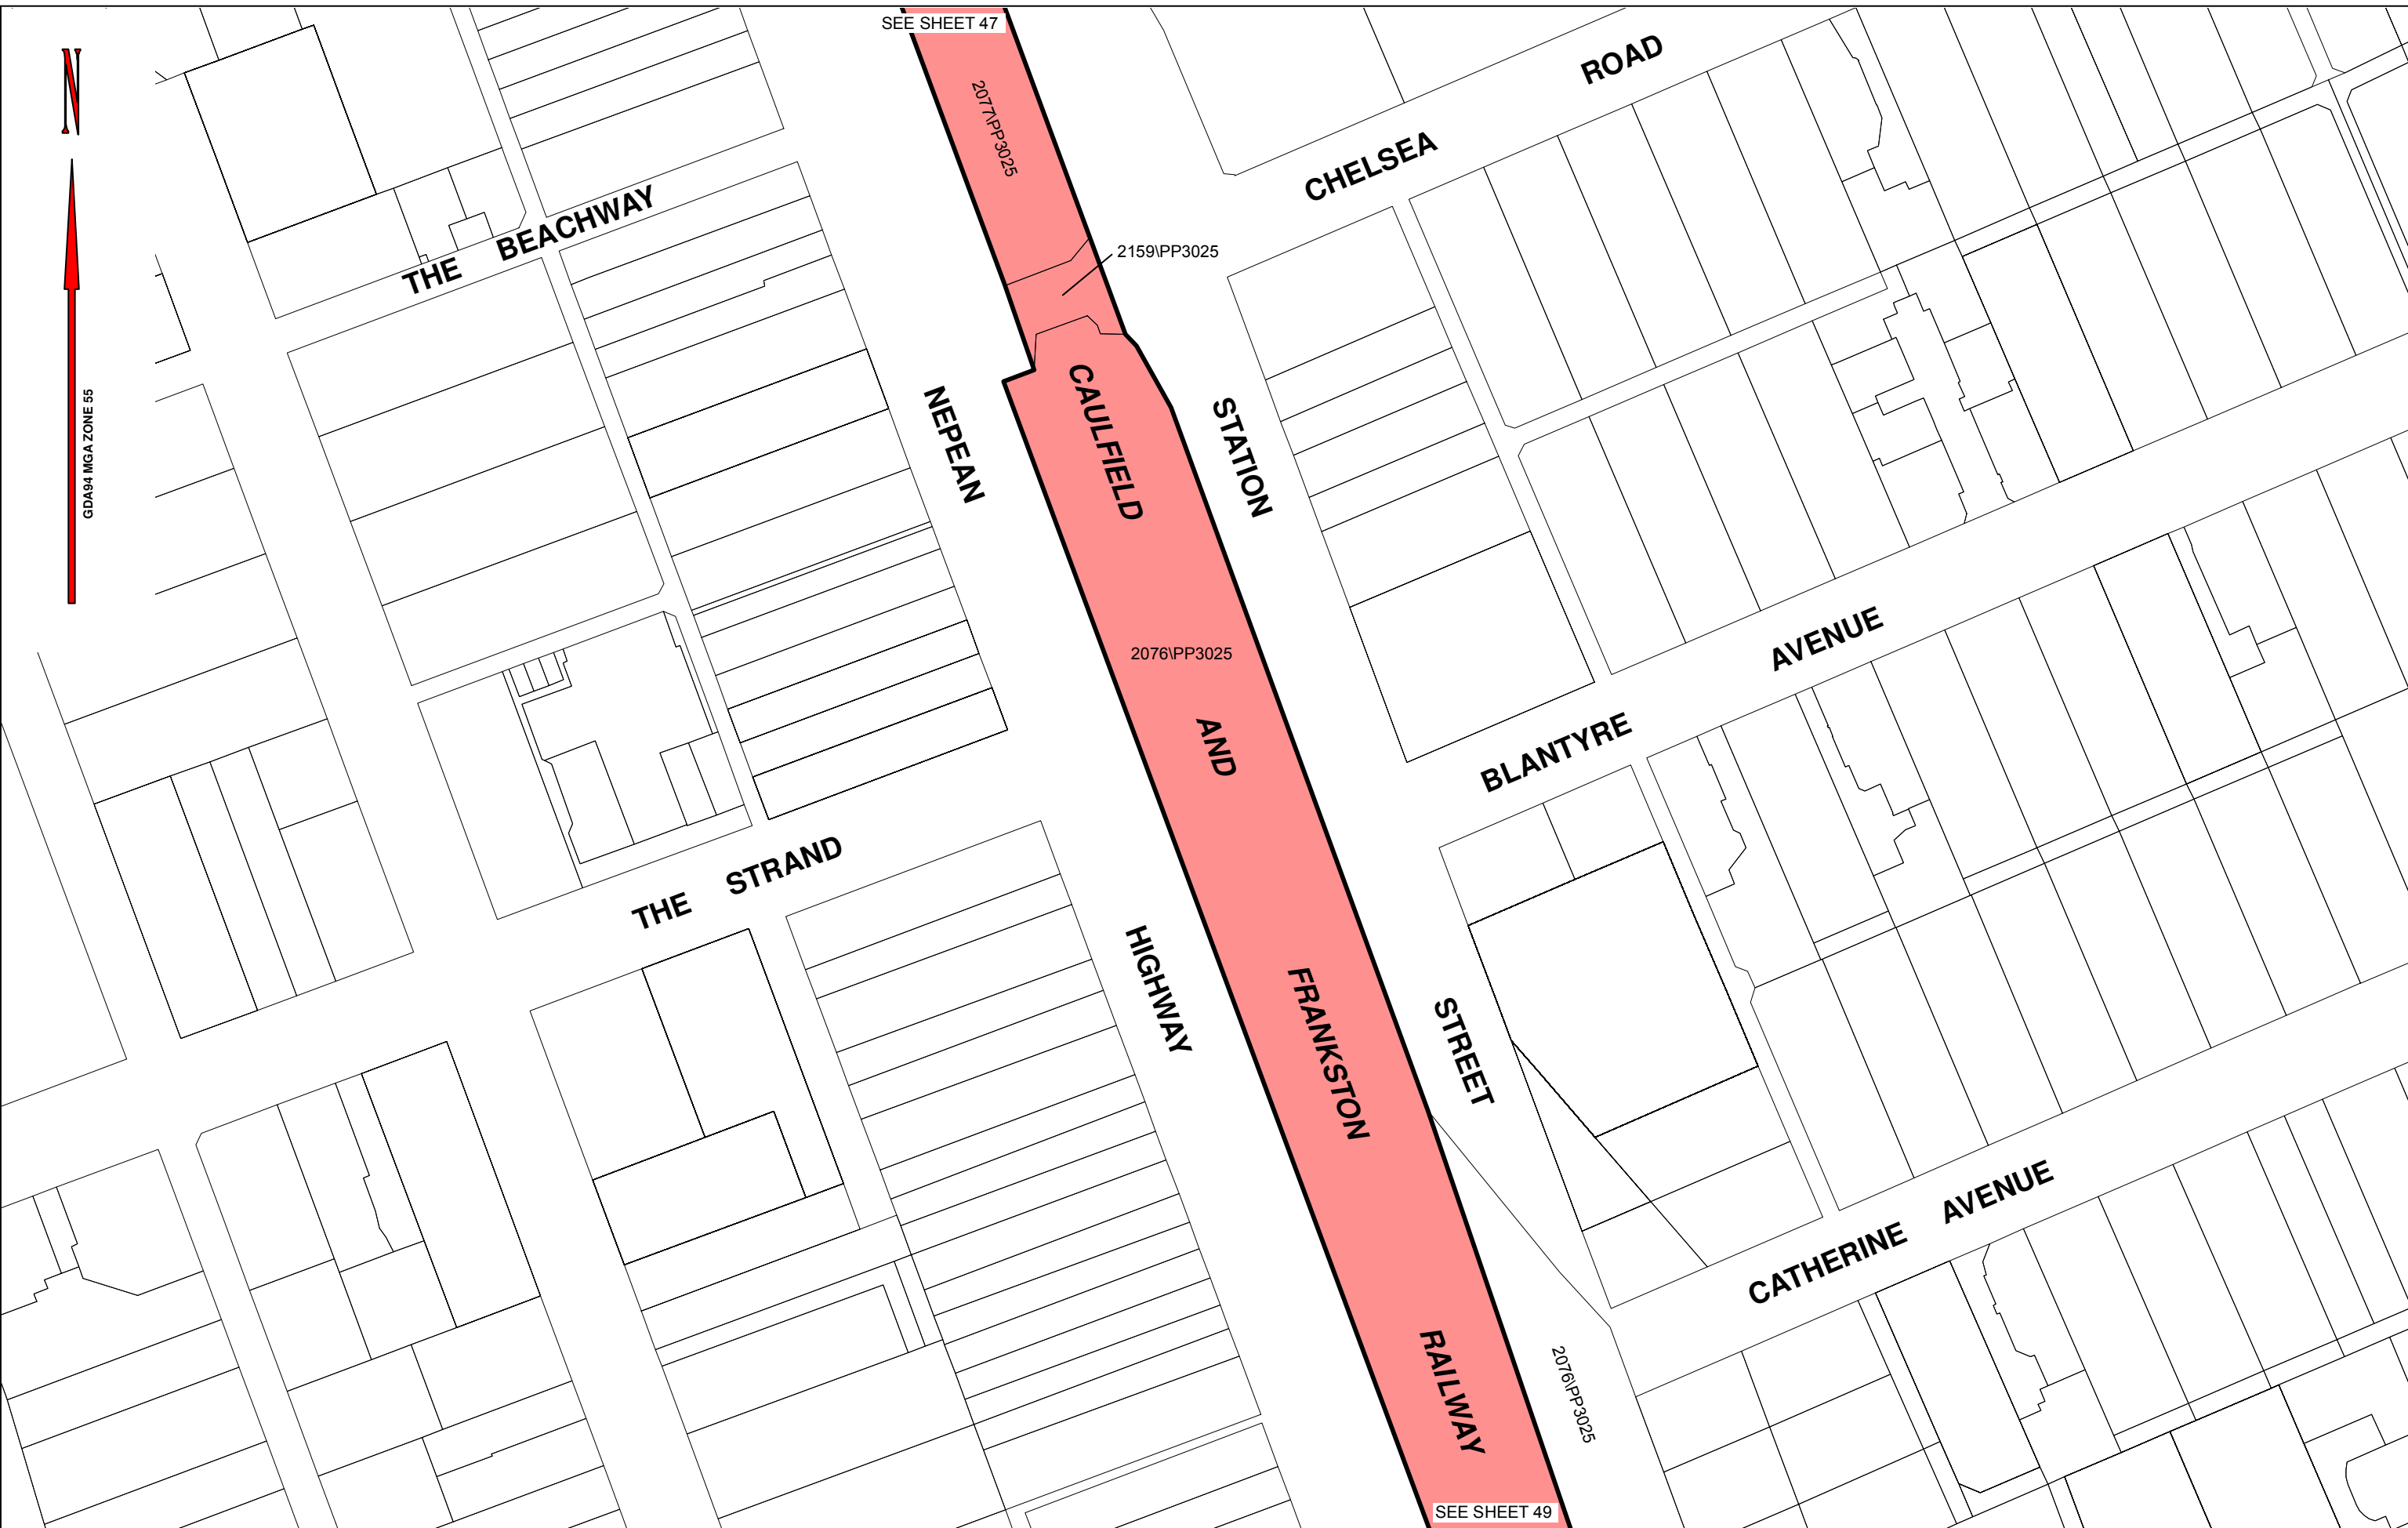 SEE SHEET 47
N
GDA94 MGA ZONE 55
2077\PP3025
CHELSEA ROAD
THE BEACHWAY
2159\PP3025
NEPEAN HIGHWAY
CAULFIELD AND FRANKSTON RAILWAY
STATION STREET
2076\PP3025
BLANTYRE AVENUE
THE STRAND
CATHERINE AVENUE
2076\PP3025
SEE SHEET 49